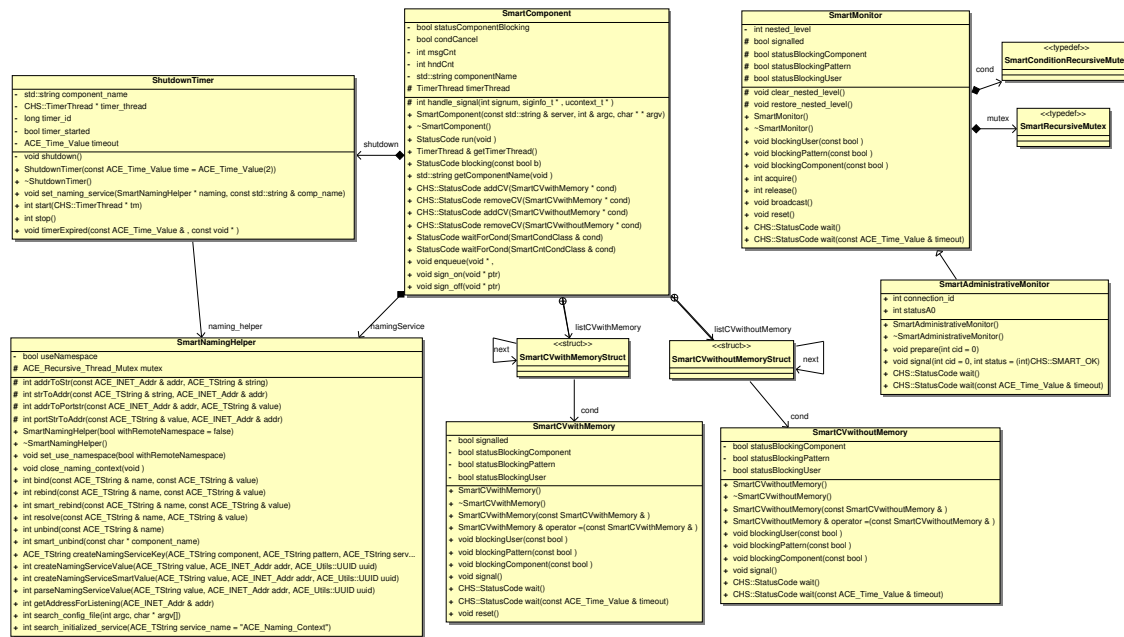 SmartComponent
- bool statusComponentBlocking
- bool condCancel
- int msgCnt
- int hndCnt
- std::string componentName
# TimerThread timerThread
# int handle_signal(int signum, siginfo_t * , ucontext_t * )
+ SmartComponent(const std::string & server, int & argc, char * * argv)
+ ~SmartComponent()
+ StatusCode run(void )
+ TimerThread & getTimerThread()
+ StatusCode blocking(const bool b)
+ std::string getComponentName(void )
+ CHS::StatusCode addCV(SmartCVwithMemory * cond)
+ CHS::StatusCode removeCV(SmartCVwithMemory * cond)
+ CHS::StatusCode addCV(SmartCVwithoutMemory * cond)
+ CHS::StatusCode removeCV(SmartCVwithoutMemory * cond)
+ StatusCode waitForCond(SmartCondClass & cond)
+ StatusCode waitForCond(SmartCntCondClass & cond)
+ void enqueue(void * ,
+ void sign_on(void * ptr)
+ void sign_off(void * ptr)
SmartMonitor
- int nested_level
# bool signalled
# bool statusBlockingComponent
# bool statusBlockingPattern
# bool statusBlockingUser
# void clear_nested_level()
# void restore_nested_level()
+ SmartMonitor()
+ ~SmartMonitor()
+ void blockingUser(const bool )
+ void blockingPattern(const bool )
+ void blockingComponent(const bool )
+ int acquire()
+ int release()
+ void broadcast()
+ void reset()
+ CHS::StatusCode wait()
+ CHS::StatusCode wait(const ACE_Time_Value & timeout)
cond
<<typedef>>
SmartConditionRecursiveMute
mutex
<<typedef>>
SmartRecursiveMutex
ShutdownTimer
- std::string component_name
- CHS::TimerThread * timer_thread
- long timer_id
- bool timer_started
- ACE_Time_Value timeout
- void shutdown()
+ ShutdownTimer(const ACE_Time_Value time = ACE_Time_Value(2))
+ ~ShutdownTimer()
+ void set_naming_service(SmartNamingHelper * naming, const std::string & comp_name)
+ int start(CHS::TimerThread * tm)
+ int stop()
+ void timerExpired(const ACE_Time_Value & , const void * )
shutdown
SmartAdministrativeMonitor
+ int connection_id
+ int statusA0
+ SmartAdministrativeMonitor()
+ ~SmartAdministrativeMonitor()
+ void prepare(int cid = 0)
+ void signal(int cid = 0, int status = (int)CHS::SMART_OK)
+ CHS::StatusCode wait()
+ CHS::StatusCode wait(const ACE_Time_Value & timeout)
naming_helper
namingService
listCVwithMemory
listCVwithoutMemory
SmartNamingHelper
- bool useNamespace
# ACE_Recursive_Thread_Mutex mutex
# int addrToStr(const ACE_INET_Addr & addr, ACE_TString & string)
# int strToAddr(const ACE_TString & string, ACE_INET_Addr & addr)
# int addrToPortstr(const ACE_INET_Addr & addr, ACE_TString & value)
# int portStrToAddr(const ACE_TString & value, ACE_INET_Addr & addr)
+ SmartNamingHelper(bool withRemoteNamespace = false)
+ ~SmartNamingHelper()
+ void set_use_namespace(bool withRemoteNamespace)
+ void close_naming_context(void )
+ int bind(const ACE_TString & name, const ACE_TString & value)
+ int rebind(const ACE_TString & name, const ACE_TString & value)
+ int smart_rebind(const ACE_TString & name, const ACE_TString & value)
+ int resolve(const ACE_TString & name, ACE_TString & value)
+ int unbind(const ACE_TString & name)
+ int smart_unbind(const char * component_name)
+ ACE_TString createNamingServiceKey(ACE_TString component, ACE_TString pattern, ACE_TString serv...
+ int createNamingServiceValue(ACE_TString value, ACE_INET_Addr addr, ACE_Utils::UUID uuid)
+ int createNamingServiceSmartValue(ACE_TString value, ACE_INET_Addr addr, ACE_Utils::UUID uuid)
+ int parseNamingServiceValue(ACE_TString value, ACE_INET_Addr addr, ACE_Utils::UUID uuid)
+ int getAddressForListening(ACE_INET_Addr & addr)
+ int search_config_file(int argc, char * argv[])
+ int search_initialized_service(ACE_TString service_name = "ACE_Naming_Context")
next
<<struct>>
SmartCVwithMemoryStruct
<<struct>>
SmartCVwithoutMemoryStruct
next
cond
cond
SmartCVwithMemory
- bool signalled
- bool statusBlockingComponent
- bool statusBlockingPattern
- bool statusBlockingUser
+ SmartCVwithMemory()
+ ~SmartCVwithMemory()
+ SmartCVwithMemory(const SmartCVwithMemory & )
+ SmartCVwithMemory & operator =(const SmartCVwithMemory & )
+ void blockingUser(const bool )
+ void blockingPattern(const bool )
+ void blockingComponent(const bool )
+ void signal()
+ CHS::StatusCode wait()
+ CHS::StatusCode wait(const ACE_Time_Value & timeout)
+ void reset()
SmartCVwithoutMemory
- bool statusBlockingComponent
- bool statusBlockingPattern
- bool statusBlockingUser
+ SmartCVwithoutMemory()
+ ~SmartCVwithoutMemory()
+ SmartCVwithoutMemory(const SmartCVwithoutMemory & )
+ SmartCVwithoutMemory & operator =(const SmartCVwithoutMemory & )
+ void blockingUser(const bool )
+ void blockingPattern(const bool )
+ void blockingComponent(const bool )
+ void signal()
+ CHS::StatusCode wait()
+ CHS::StatusCode wait(const ACE_Time_Value & timeout)